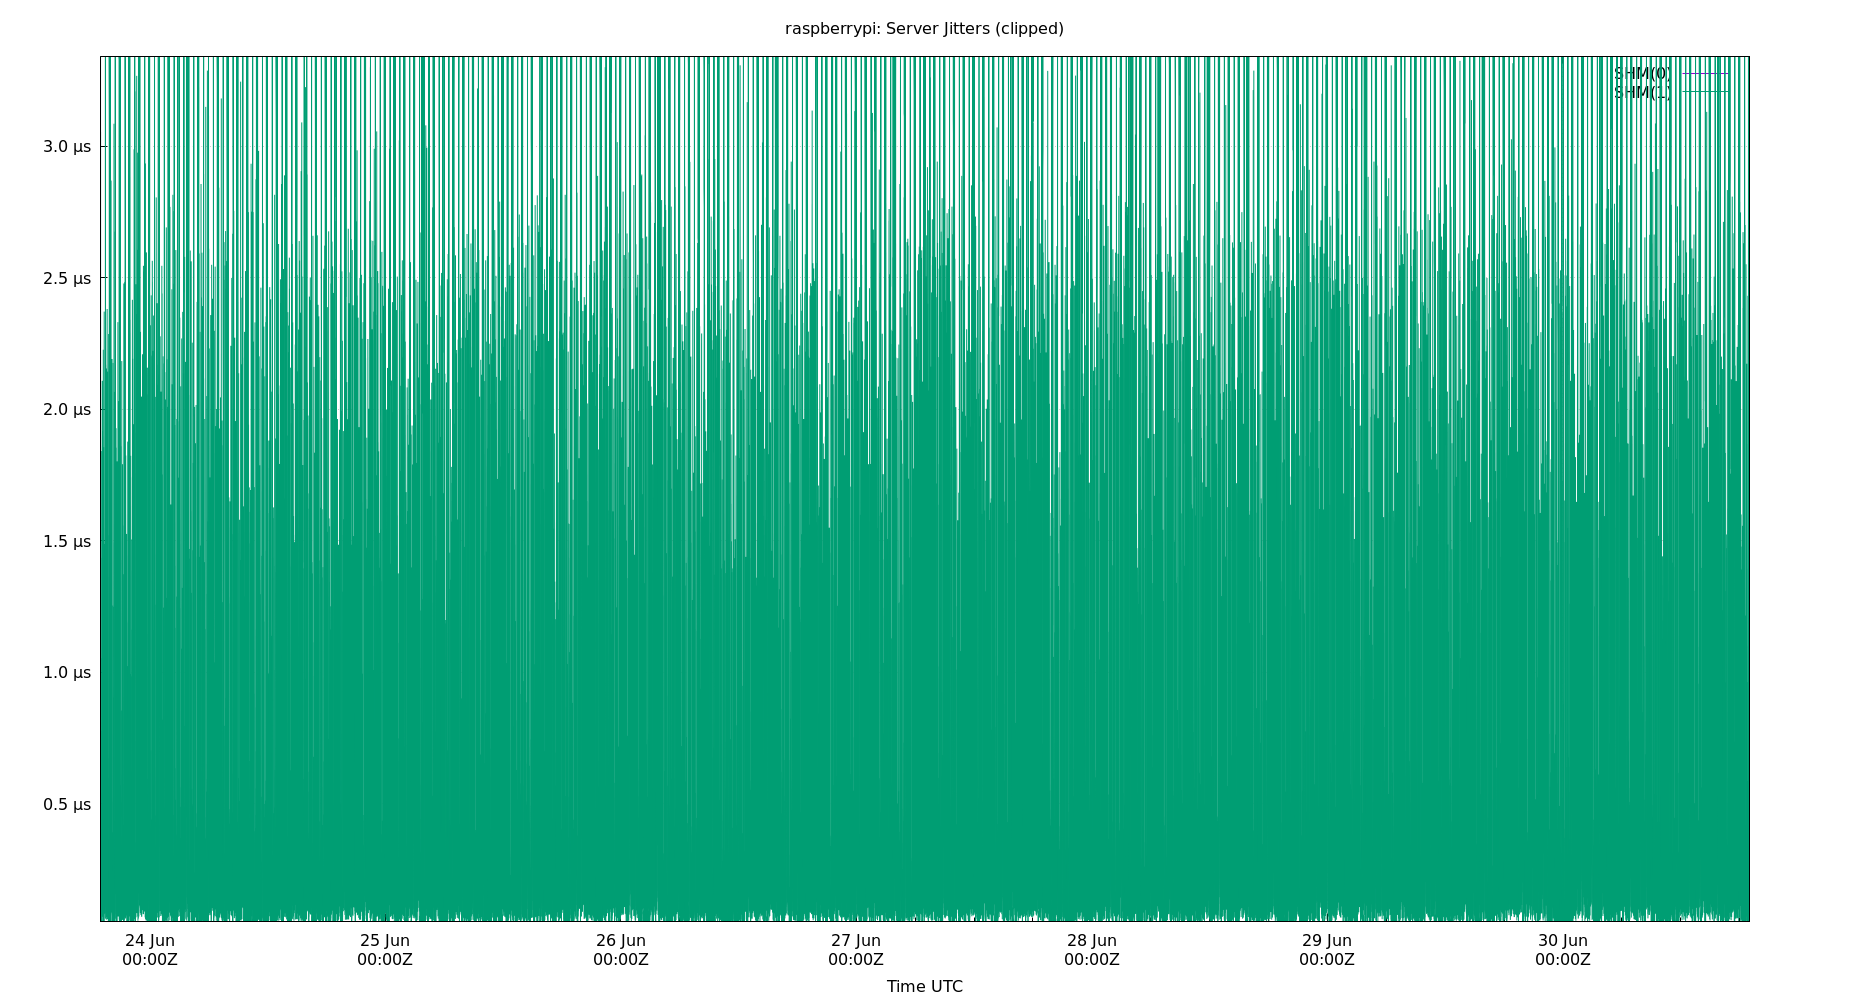 raspberrypi: Server Jitters (clipped)
SHM(0)
SHM(1)
3.0 µs
2.5 µs
2.0 µs
1.5 µs
1.0 µs
0.5 µs
24 Jun 25 Jun 26 Jun 27 Jun 28 Jun 29 Jun 30 Jun
00:00Z 00:00Z 00:00Z 00:00Z 00:00Z 00:00Z 00:00Z
Time UTC